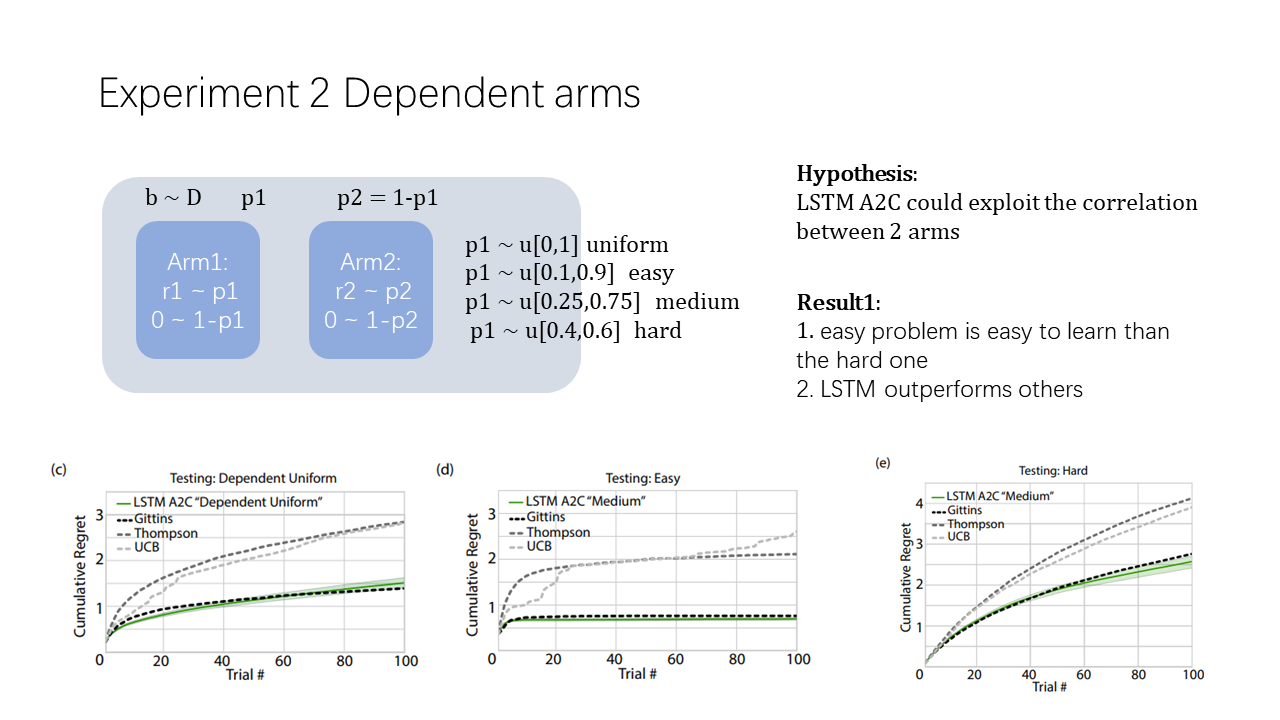 Experiment 2 Dependent arms
b ~ D p1 p2 = 1-p1
Arm1:
r1 ~ p1
0 ~ 1-p1
Arm2:
r2 ~ p2
0 ~ 1-p2
p1 ~ u[0,1] uniform
p1 ~ u[0.1,0.9] easy
p1 ~ u[0.25,0.75] medium
p1 ~ u[0.4,0.6] hard
Hypothesis:
LSTM A2C could exploit the correlation
between 2 arms
Result1:
1. easy problem is easy to learn than
the hard one
2. LSTM outperforms others
(c)
Testing: Dependent Uniform
LSTM A2C "Dependent Uniform"
Gittins
Thompson
UCB
Cumulative Regret
3
2
1
0 20 40 60 80 100
Trial #
(d)
Testing: Easy
LSTM A2C "Medium"
Gittins
Thompson
UCB
Cumulative Regret
3
2
1
0 20 40 60 80 100
Trial #
(e)
Testing: Hard
LSTM A2C "Medium"
Gittins
Thompson
UCB
Cumulative Regret
4
3
2
1
0 20 40 60 80 100
Trial #